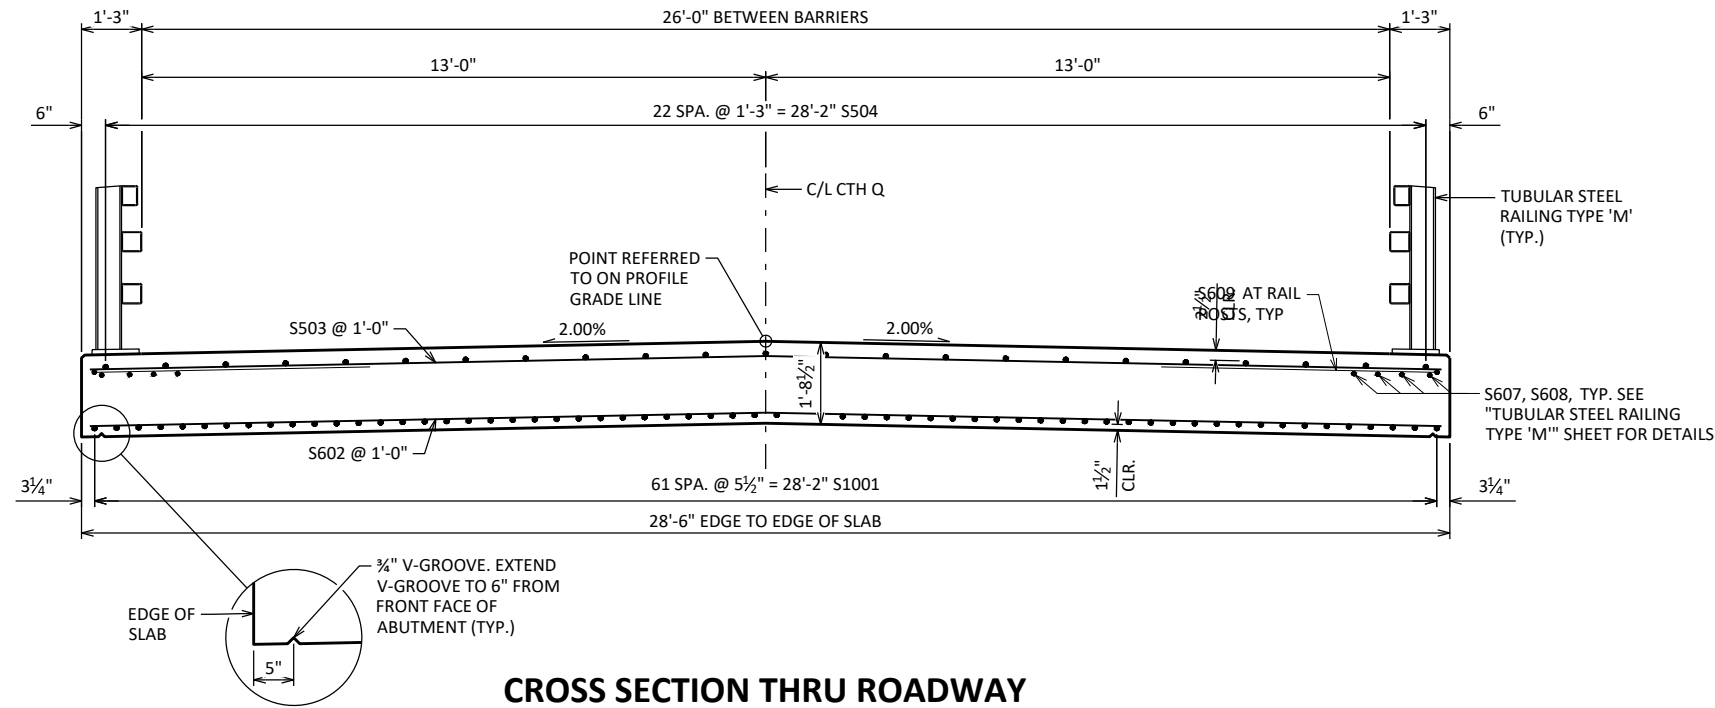 1'-3"
26'-0" BETWEEN BARRIERS
1'-3"
13'-0"
13'-0"
6"
22 SPA. @ 1'-3" = 28'-2" S504
6"
C/L CTH Q
TUBULAR STEEL
RAILING TYPE 'M'
(TYP.)
POINT REFERRED
TO ON PROFILE
GRADE LINE
S609 AT RAIL
POSTS, TYP
2½"
CLR.
S503 @ 1'-0"
2.00%
2.00%
1'-8½"
S607, S608, TYP. SEE
"TUBULAR STEEL RAILING
TYPE 'M'" SHEET FOR DETAILS
S602 @ 1'-0"
1½"
CLR.
3¼"
61 SPA. @ 5½" = 28'-2" S1001
3¼"
28'-6" EDGE TO EDGE OF SLAB
¾" V-GROOVE. EXTEND
V-GROOVE TO 6" FROM
FRONT FACE OF
ABUTMENT (TYP.)
EDGE OF
SLAB
5"
CROSS SECTION THRU ROADWAY